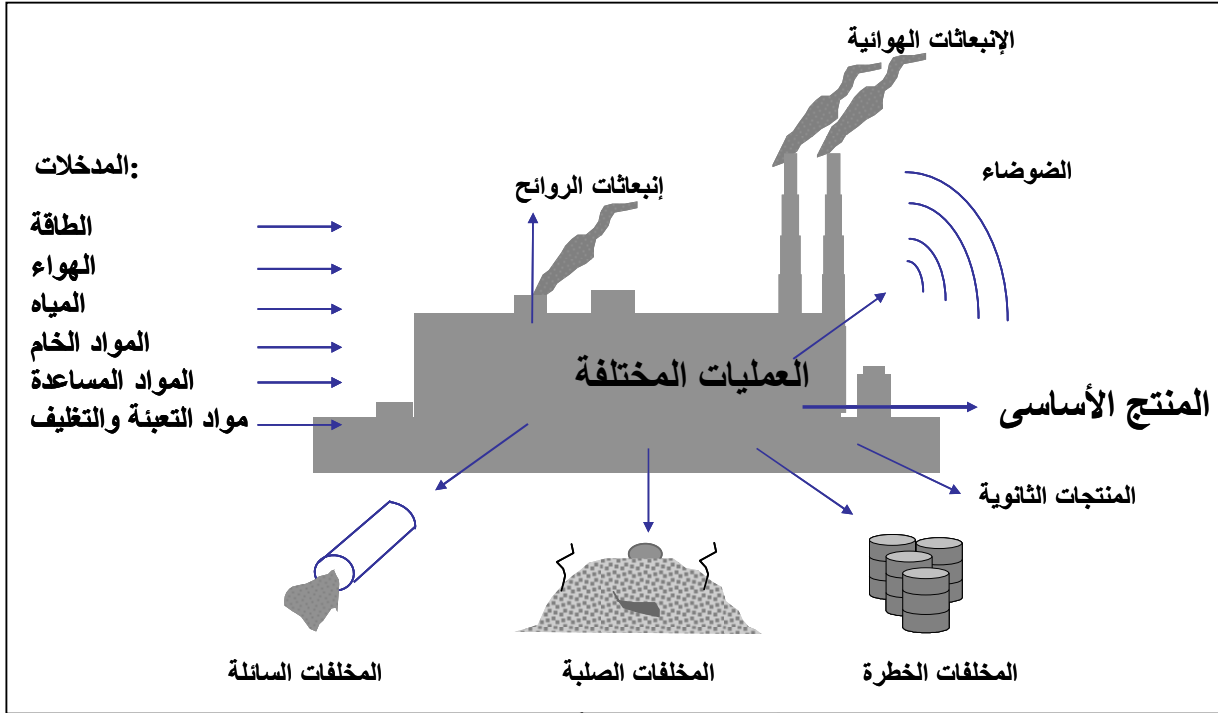 الإنبعاثات الهوائية
الضوضاء
إنبعاثات الروائح
المدخلات:
الطاقة
الهواء
المياه
المواد الخام
المواد المساعدة
مواد التعبئة والتغليف
العمليات المختلفة
المنتج الأساسى
المنتجات الثانوية
المخلفات الخطرة
المخلفات الصلبة
المخلفات السائلة